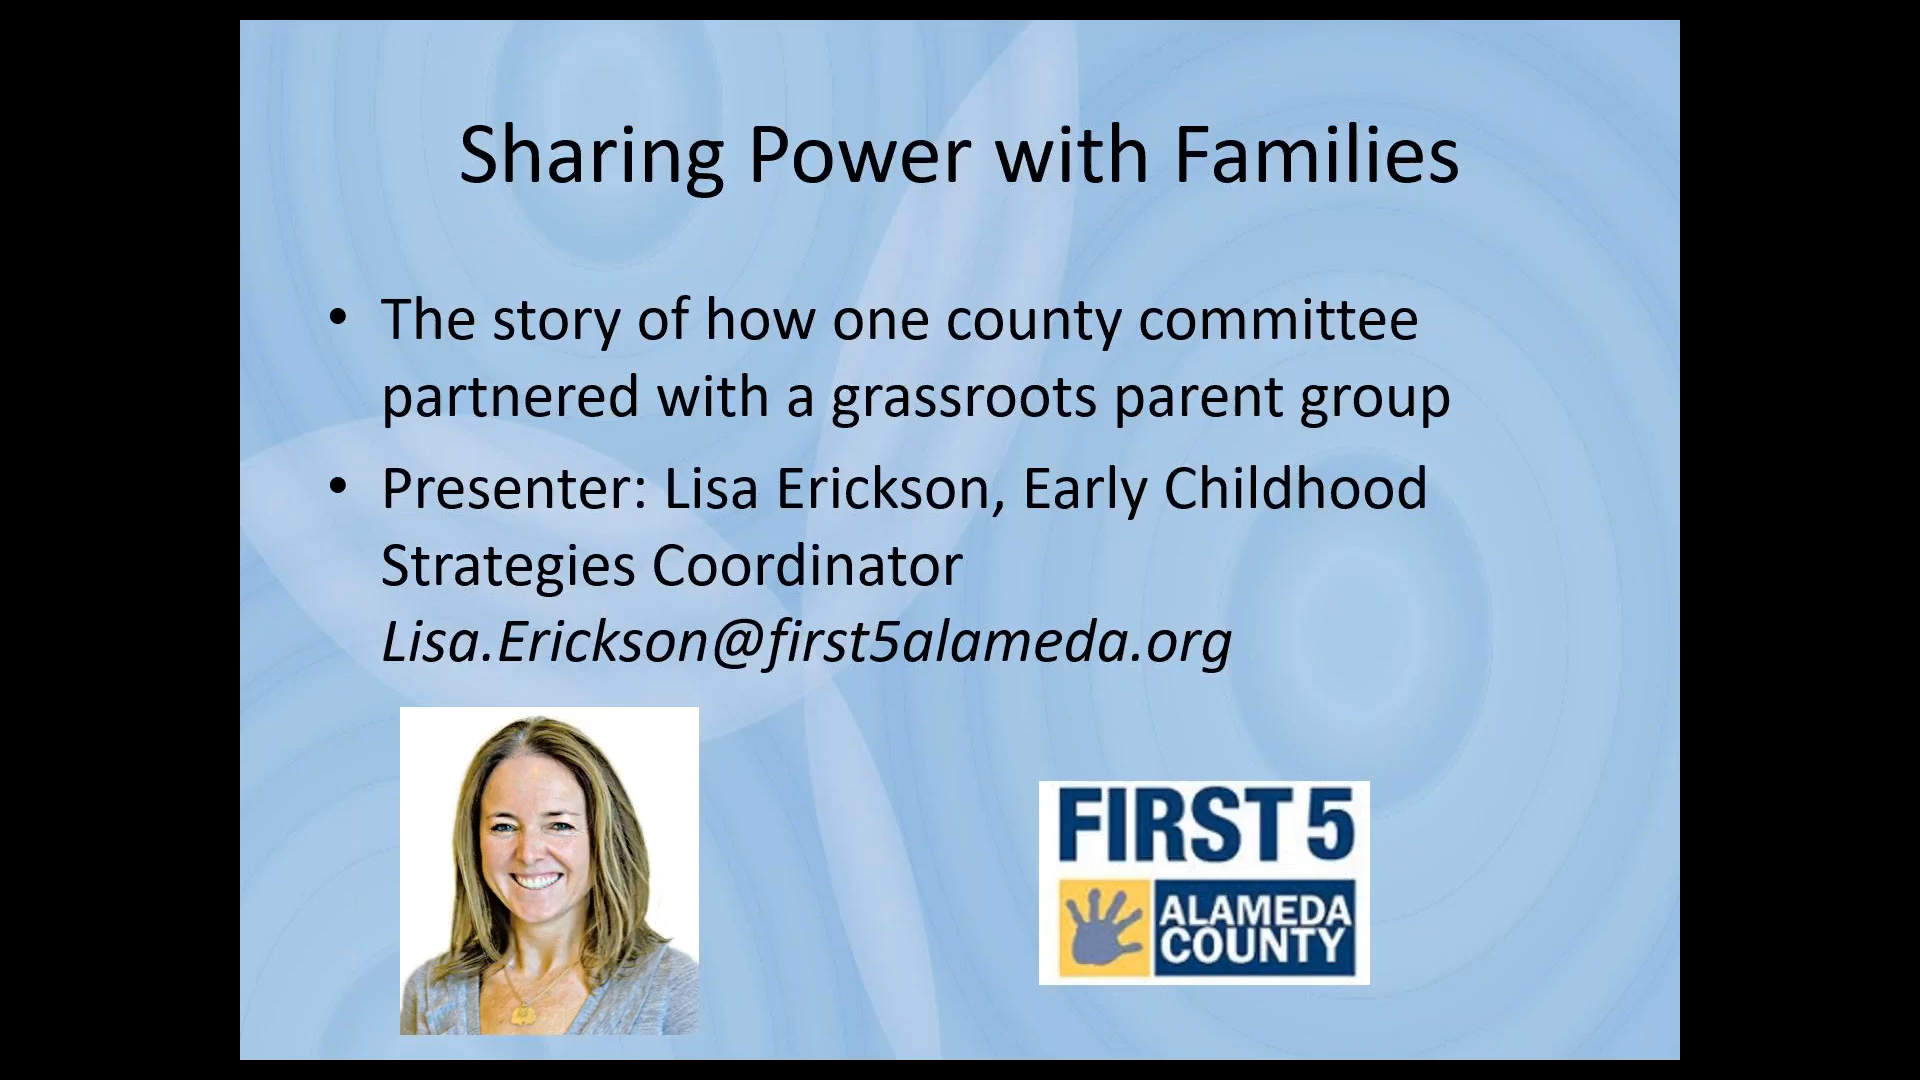 Sharing Power with Families
• The story of how one county committee
partnered with a grassroots parent group
• Presenter: Lisa Erickson, Early Childhood
Strategies Coordinator
Lisa.Erickson@first5alameda.org
FIRST 5
ALAMEDA
COUNTY